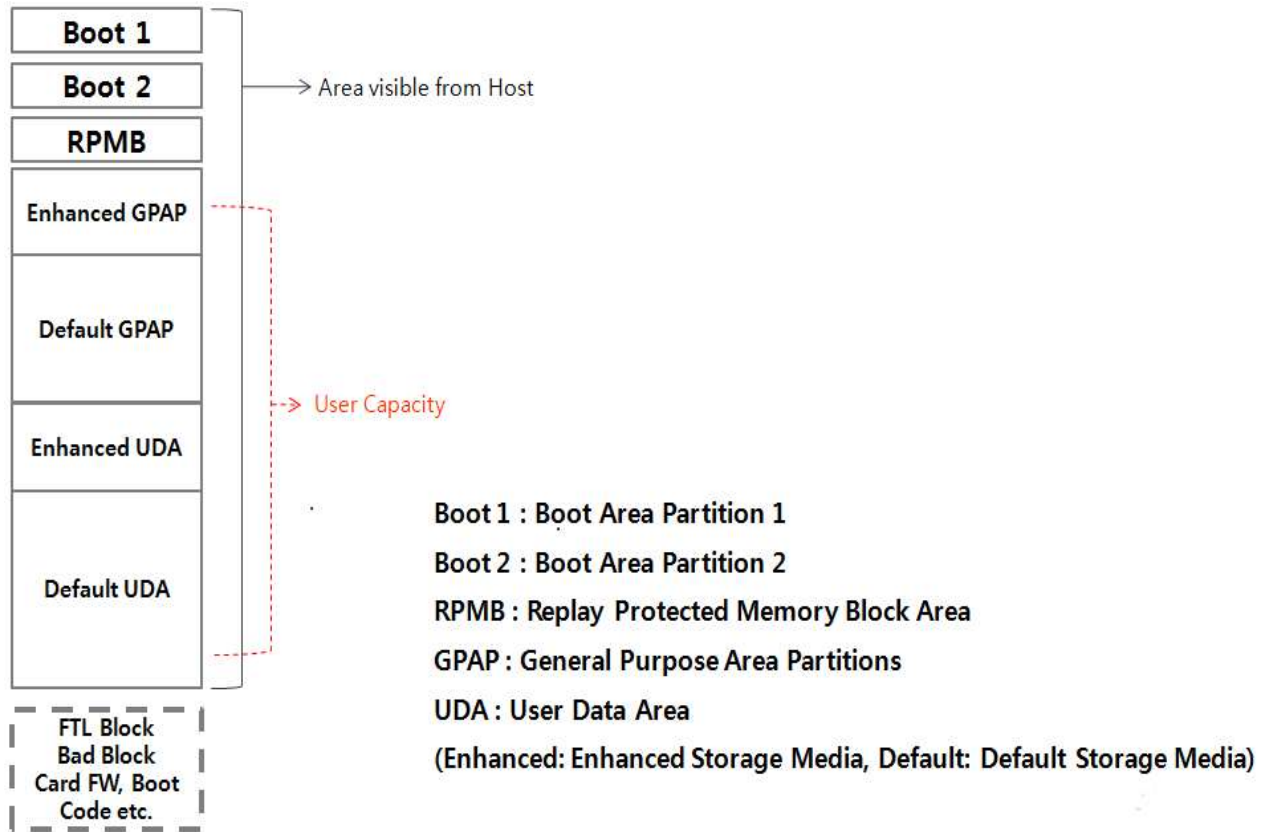 Boot 1
Boot 2
RPMB
Enhanced GPAP
Default GPAP
Enhanced UDA
Default UDA
FTL Block
Bad Block
Card FW, Boot
Code etc.
Area visible from Host
User Capacity
Boot 1 : Boot Area Partition 1
Boot 2 : Boot Area Partition 2
RPMB : Replay Protected Memory Block Area
GPAP : General Purpose Area Partitions
UDA : User Data Area
(Enhanced: Enhanced Storage Media, Default: Default Storage Media)